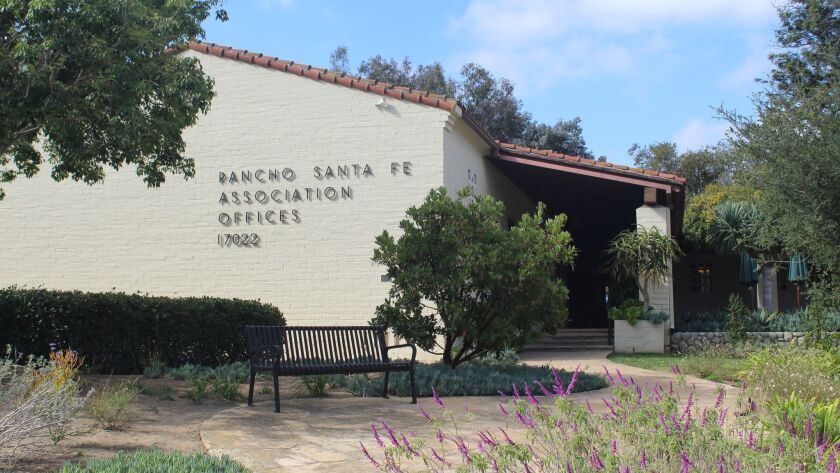 RANCHO SANTA FE
ASSOCIATION
OFFICES
17022